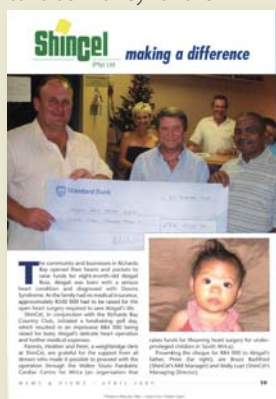 ShinCel
(Pty) Ltd
making a difference
Standard Bank
The community and businesses in Richards
Bay opened their hearts and pockets to
raise funds for eight-month-old Abigail
Buss. Abigail was born with a serious
heart condition and diagnosed with Downs
Syndrome. As the family had no medical insurance,
approximately R100 000 had to be raised for the
open heart surgery required to save Abigail's life.
ShinCel, in conjunction with the Richards Bay
Country Club, initiated a fundraising golf day,
which resulted in an impressive R84 000 being
raised for baby Abigail's delicate heart operation
and further medical expenses.
Parents, Heather and Peter, a weighbridge clerk
at ShinCel, are grateful for the support from all
donors who made it possible to proceed with the
operation through the Walter Sisulu Paediatric
Cardiac Centre for Africa (an organisation that
raises funds for lifesaving heart surgery for under-
privileged children in South Africa).
Presenting the cheque for R84 000 to Abigail's
father, Peter (far right), are Bruce
(ShinCel's Mill Manager) and Wally (ShinCel's
Managing Director).
NEWS & VIEWS - APRIL 2007
19